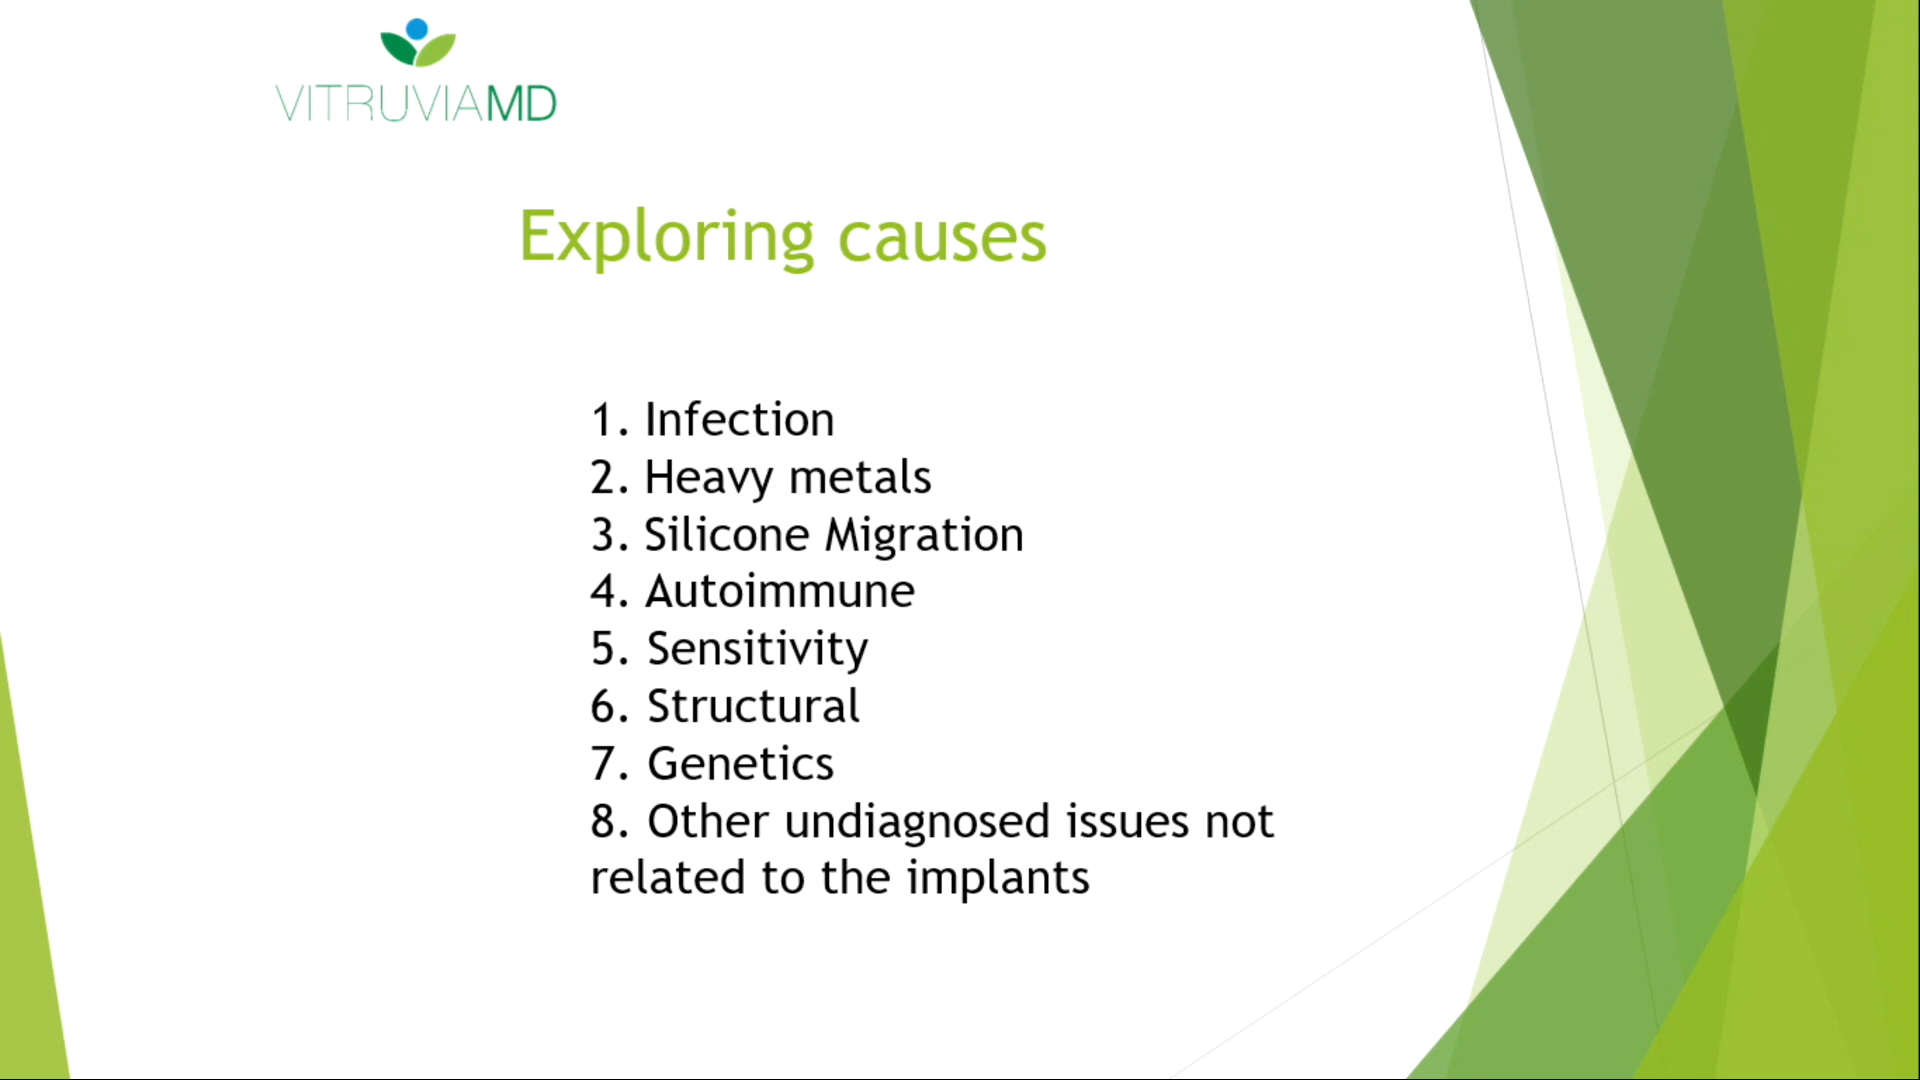 VITRUVIAMD
Exploring causes
1. Infection
2. Heavy metals
3. Silicone Migration
4. Autoimmune
5. Sensitivity
6. Structural
7. Genetics
8. Other undiagnosed issues not
related to the implants